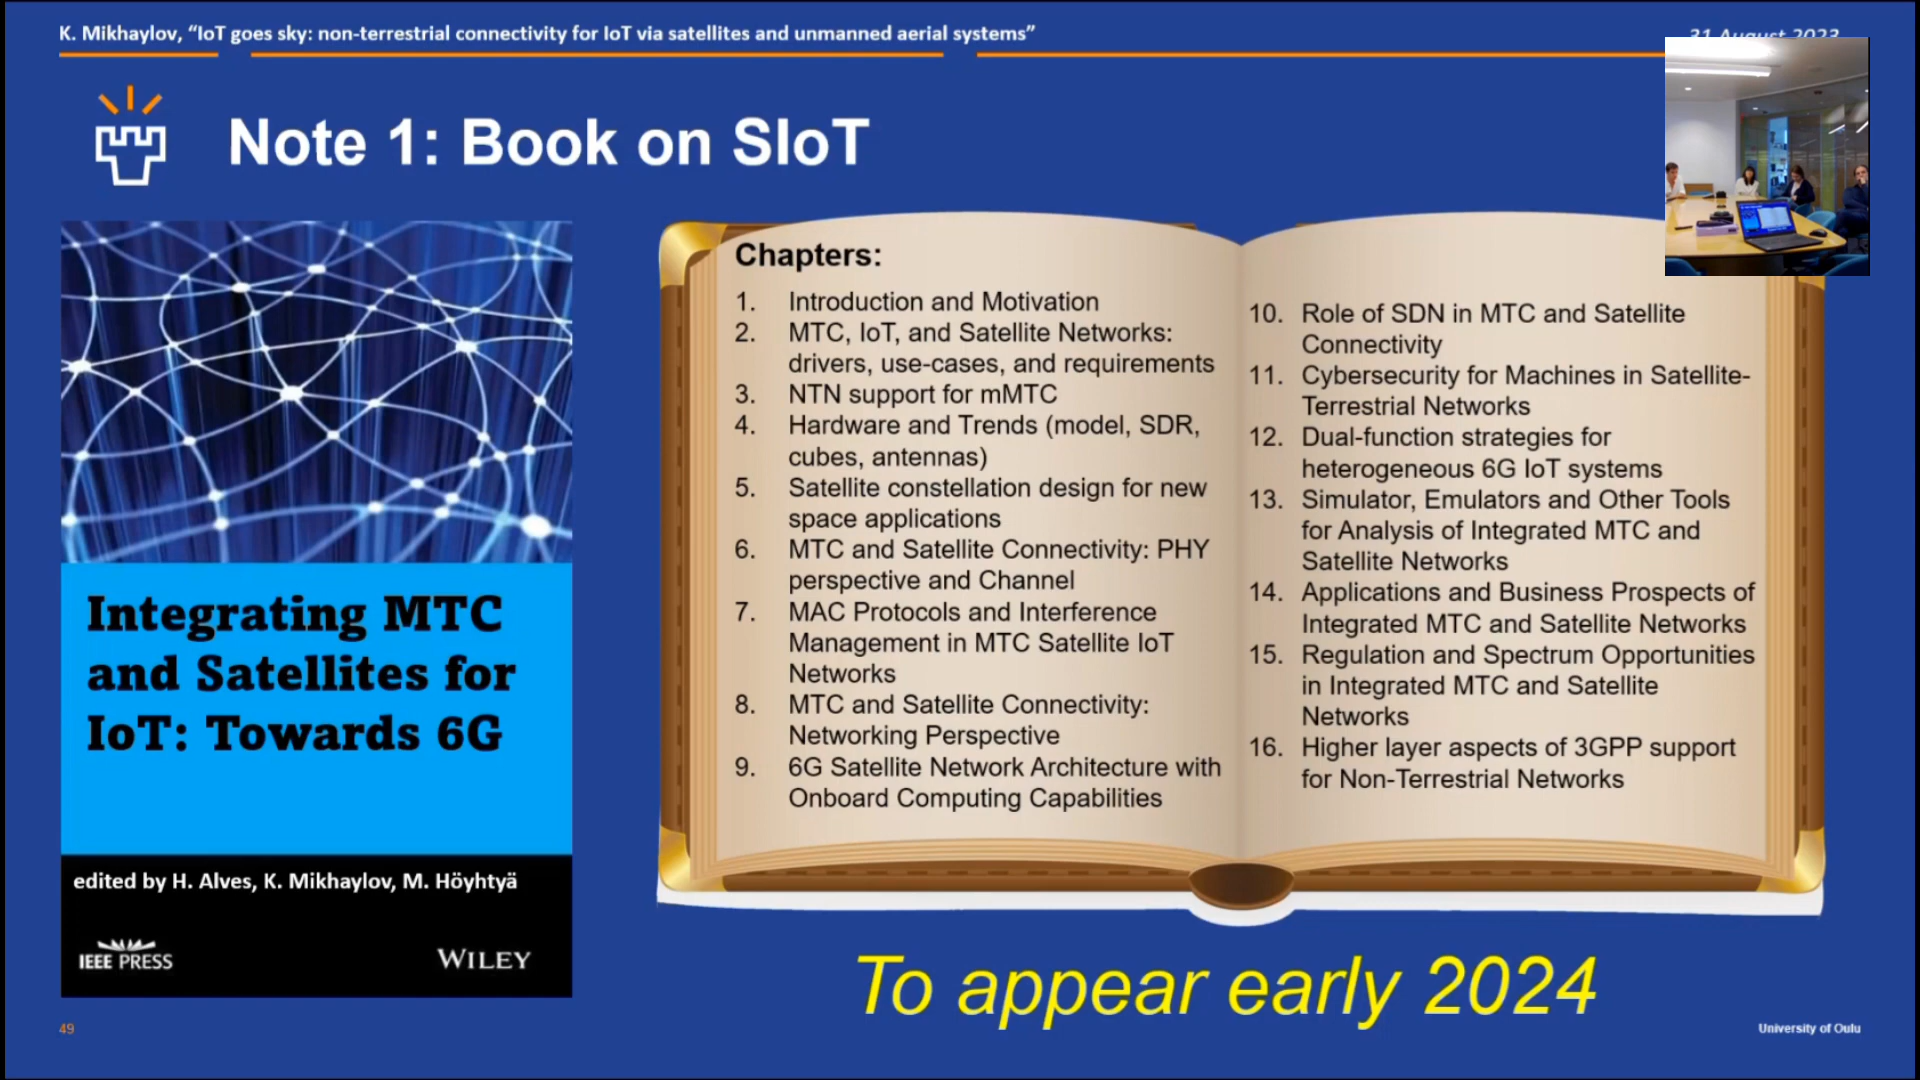 K. Mikhaylov, “IoT goes sky: non-terrestrial connectivity for IoT via satellites and unmanned aerial systems”
31 August 2023
Note 1: Book on SIoT
Integrating MTC
and Satellites for
IoT: Towards 6G
edited by H. Alves, K. Mikhaylov, M. Höyhtyä
IEEE PRESS
WILEY
Chapters:
1. Introduction and Motivation
2. MTC, IoT, and Satellite Networks:
drivers, use-cases, and requirements
3. NTN support for mMTC
4. Hardware and Trends (model, SDR,
cubes, antennas)
5. Satellite constellation design for new
space applications
6. MTC and Satellite Connectivity: PHY
perspective and Channel
7. MAC Protocols and Interference
Management in MTC Satellite IoT
Networks
8. MTC and Satellite Connectivity:
Networking Perspective
9. 6G Satellite Network Architecture with
Onboard Computing Capabilities
10. Role of SDN in MTC and Satellite
Connectivity
11. Cybersecurity for Machines in Satellite-
Terrestrial Networks
12. Dual-function strategies for
heterogeneous 6G IoT systems
13. Simulator, Emulators and Other Tools
for Analysis of Integrated MTC and
Satellite Networks
14. Applications and Business Prospects of
Integrated MTC and Satellite Networks
15. Regulation and Spectrum Opportunities
in Integrated MTC and Satellite
Networks
16. Higher layer aspects of 3GPP support
for Non-Terrestrial Networks
To appear early 2024
49
University of Oulu